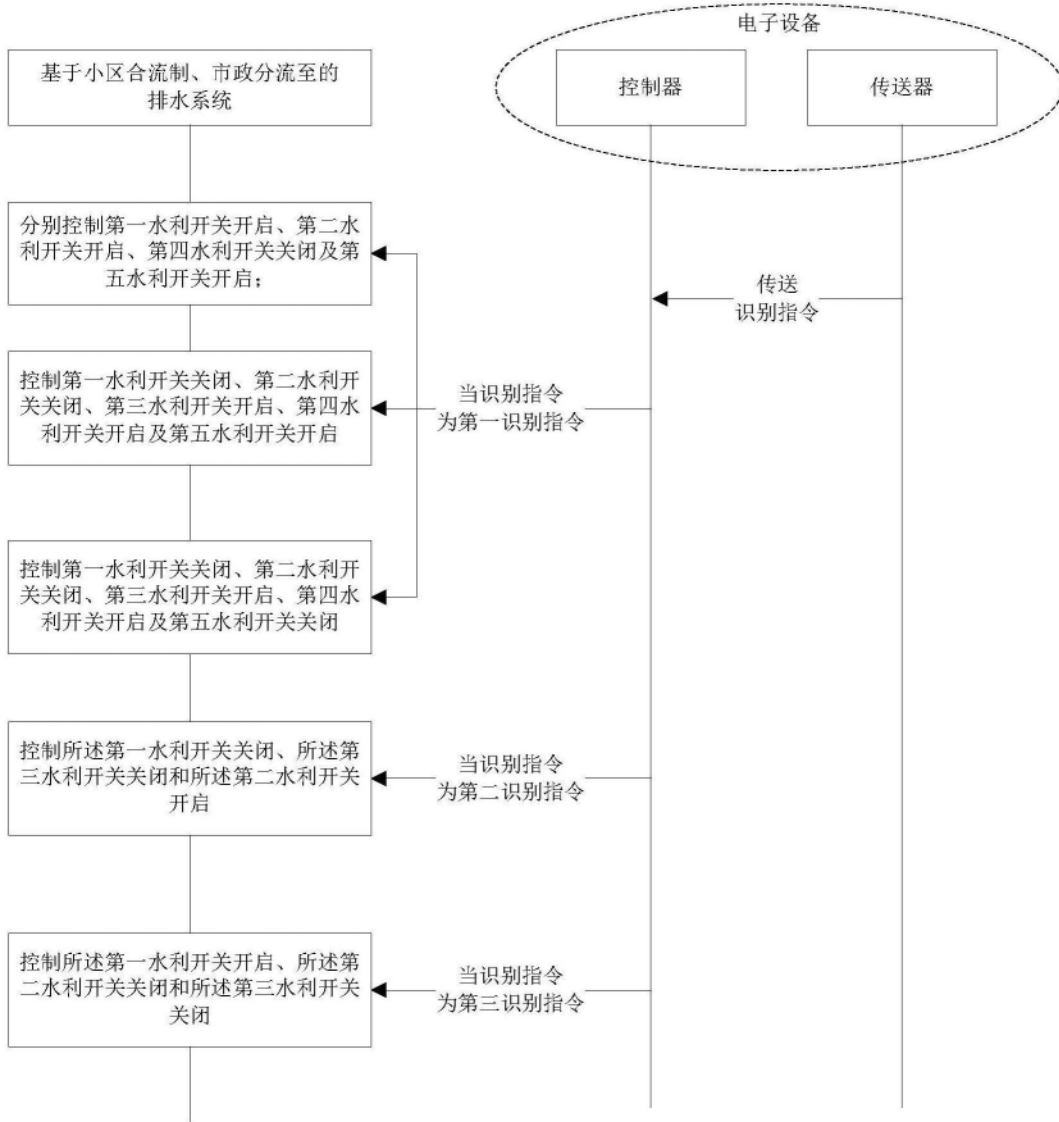 电子设备
基于小区合流制、市政分流至的
排水系统
控制器
传送器
分别控制第一水利开关开启、第二水
利开关开启、第四水利开关关闭及第
五水利开关开启；
传送
识别指令
控制第一水利开关关闭、第二水利开
关关闭、第三水利开关开启、第四水
利开关开启及第五水利开关开启
当识别指令
为第一识别指令
控制第一水利开关关闭、第二水利开
关关闭、第三水利开关开启、第四水
利开关开启及第五水利开关关闭
控制所述第一水利开关关闭、所述第
三水利开关关闭和所述第二水利开关
开启
当识别指令
为第二识别指令
控制所述第一水利开关开启、所述第
二水利开关关闭和所述第三水利开关
关闭
当识别指令
为第三识别指令